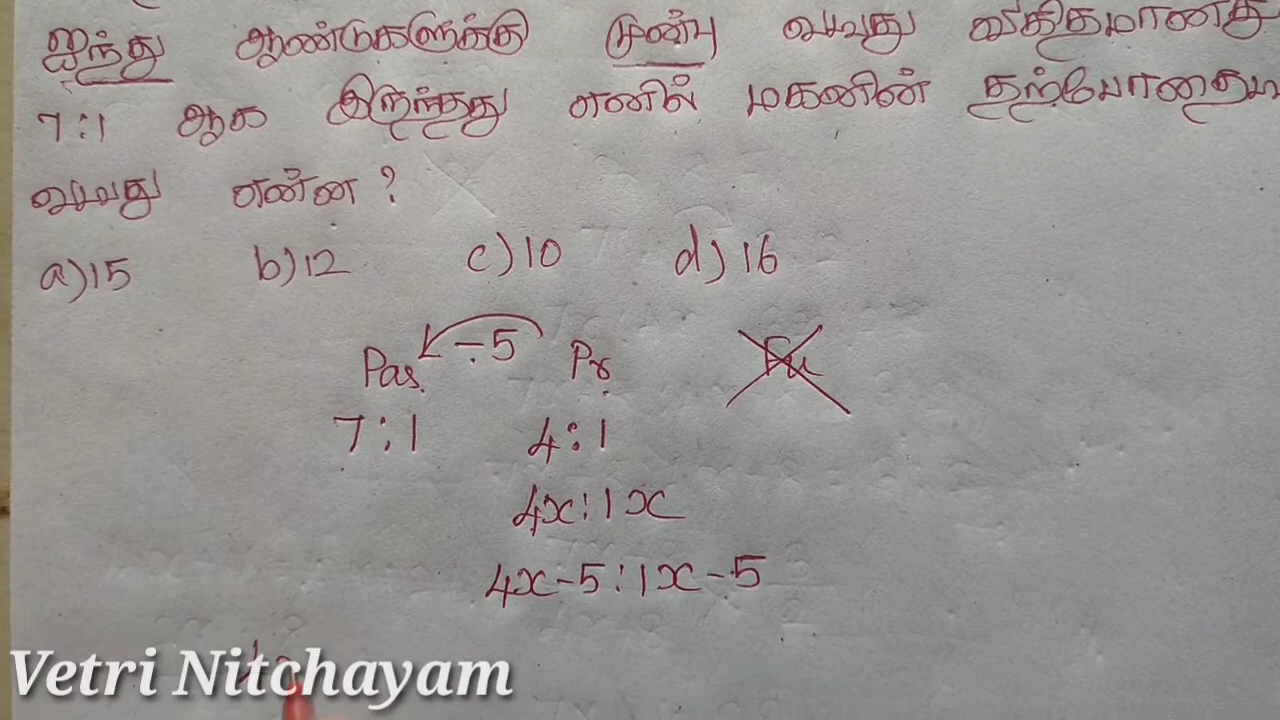 ஐந்து ஆண்டுகளுக்கு முன்பு வயது விகிதமானது
7:1 ஆக இருந்தது எனில் மகனின் தற்போதைய
வயது என்ன?
a) 15 b) 12 c) 10 d) 16
Pas. -5 Pr Fu
7:1 4:1
4x:1x
4x-5:1x-5
Vetri Nitchayam